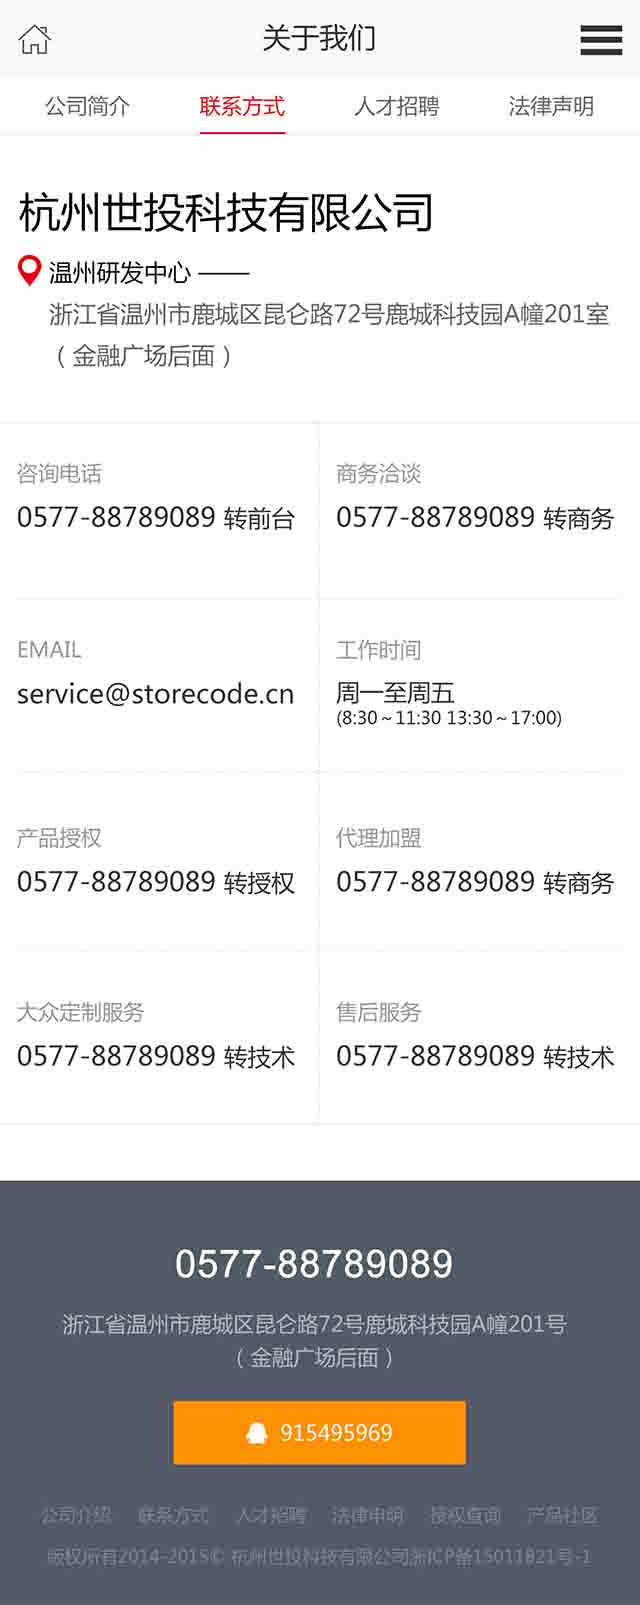 关于我们
公司简介 联系方式 人才招聘 法律声明
杭州世投科技有限公司
温州研发中心 ——
浙江省温州市鹿城区昆仑路72号鹿城科技园A幢201室
（金融广场后面）
咨询电话
0577-88789089 转前台
商务洽谈
0577-88789089 转商务
EMAIL
service@storecode.cn
工作时间
周一至周五
(8:30～11:30 13:30～17:00)
产品授权
0577-88789089 转授权
代理加盟
0577-88789089 转商务
大众定制服务
0577-88789089 转技术
售后服务
0577-88789089 转技术
0577-88789089
浙江省温州市鹿城区昆仑路72号鹿城科技园A幢201号
（金融广场后面）
915495969
公司介绍 联系方式 人才招聘 法律申明 授权查询 产品社区
版权所有2014-2015© 杭州世投科技有限公司浙ICP备15011821号-1